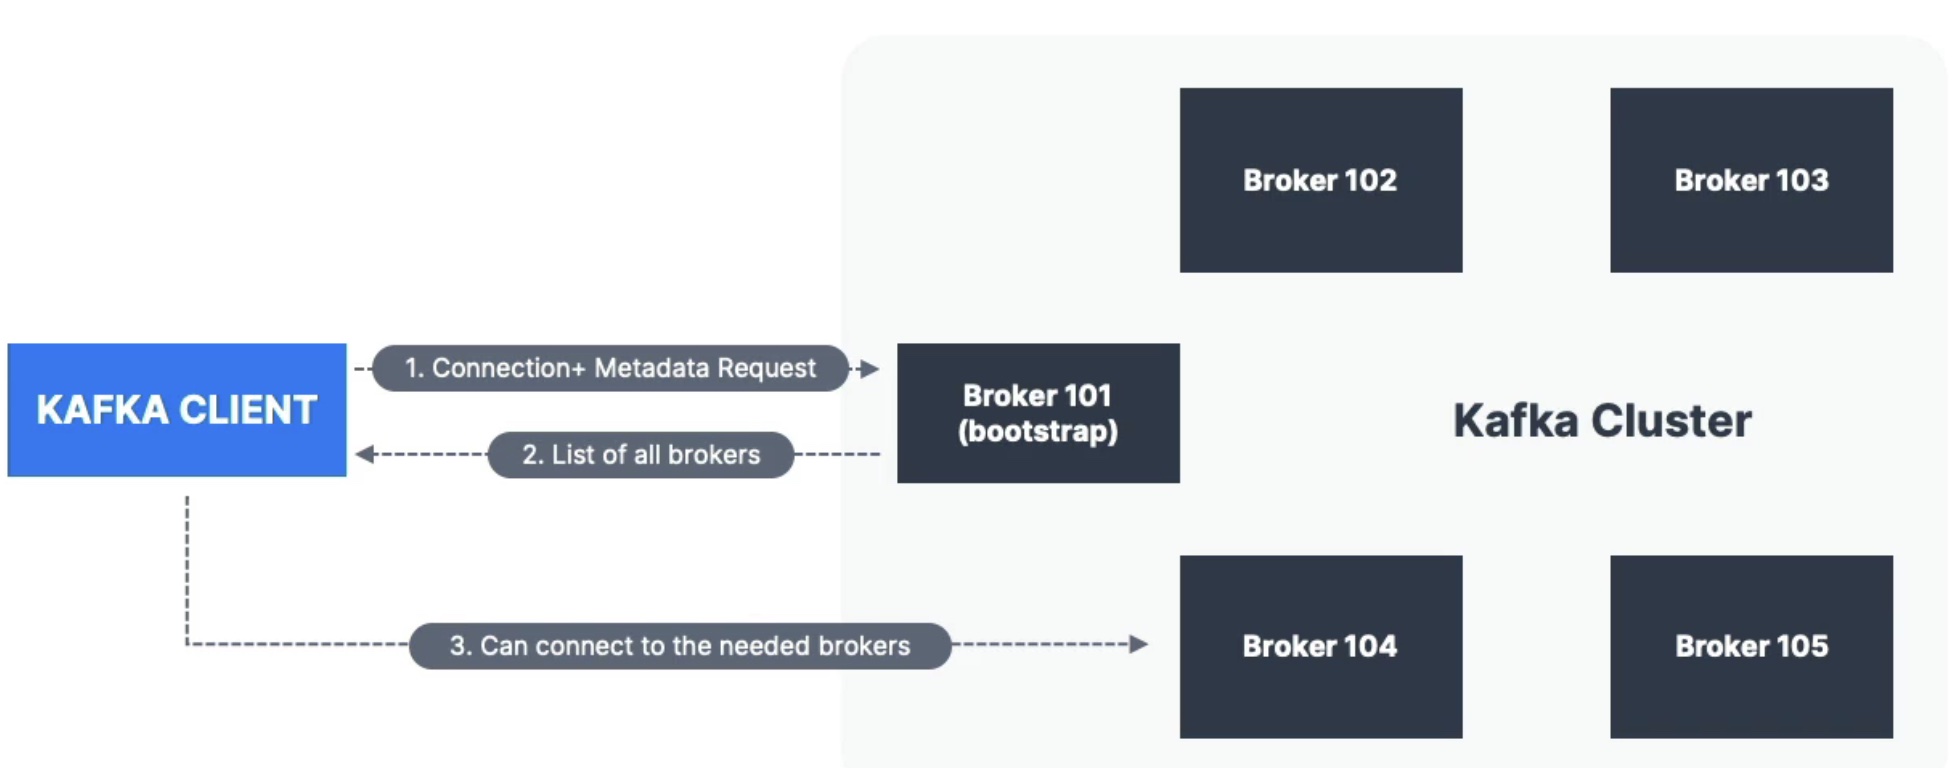 Broker 102
Broker 103
KAFKA CLIENT
1. Connection+ Metadata Request
2. List of all brokers
Broker 101
(bootstrap)
Kafka Cluster
3. Can connect to the needed brokers
Broker 104
Broker 105